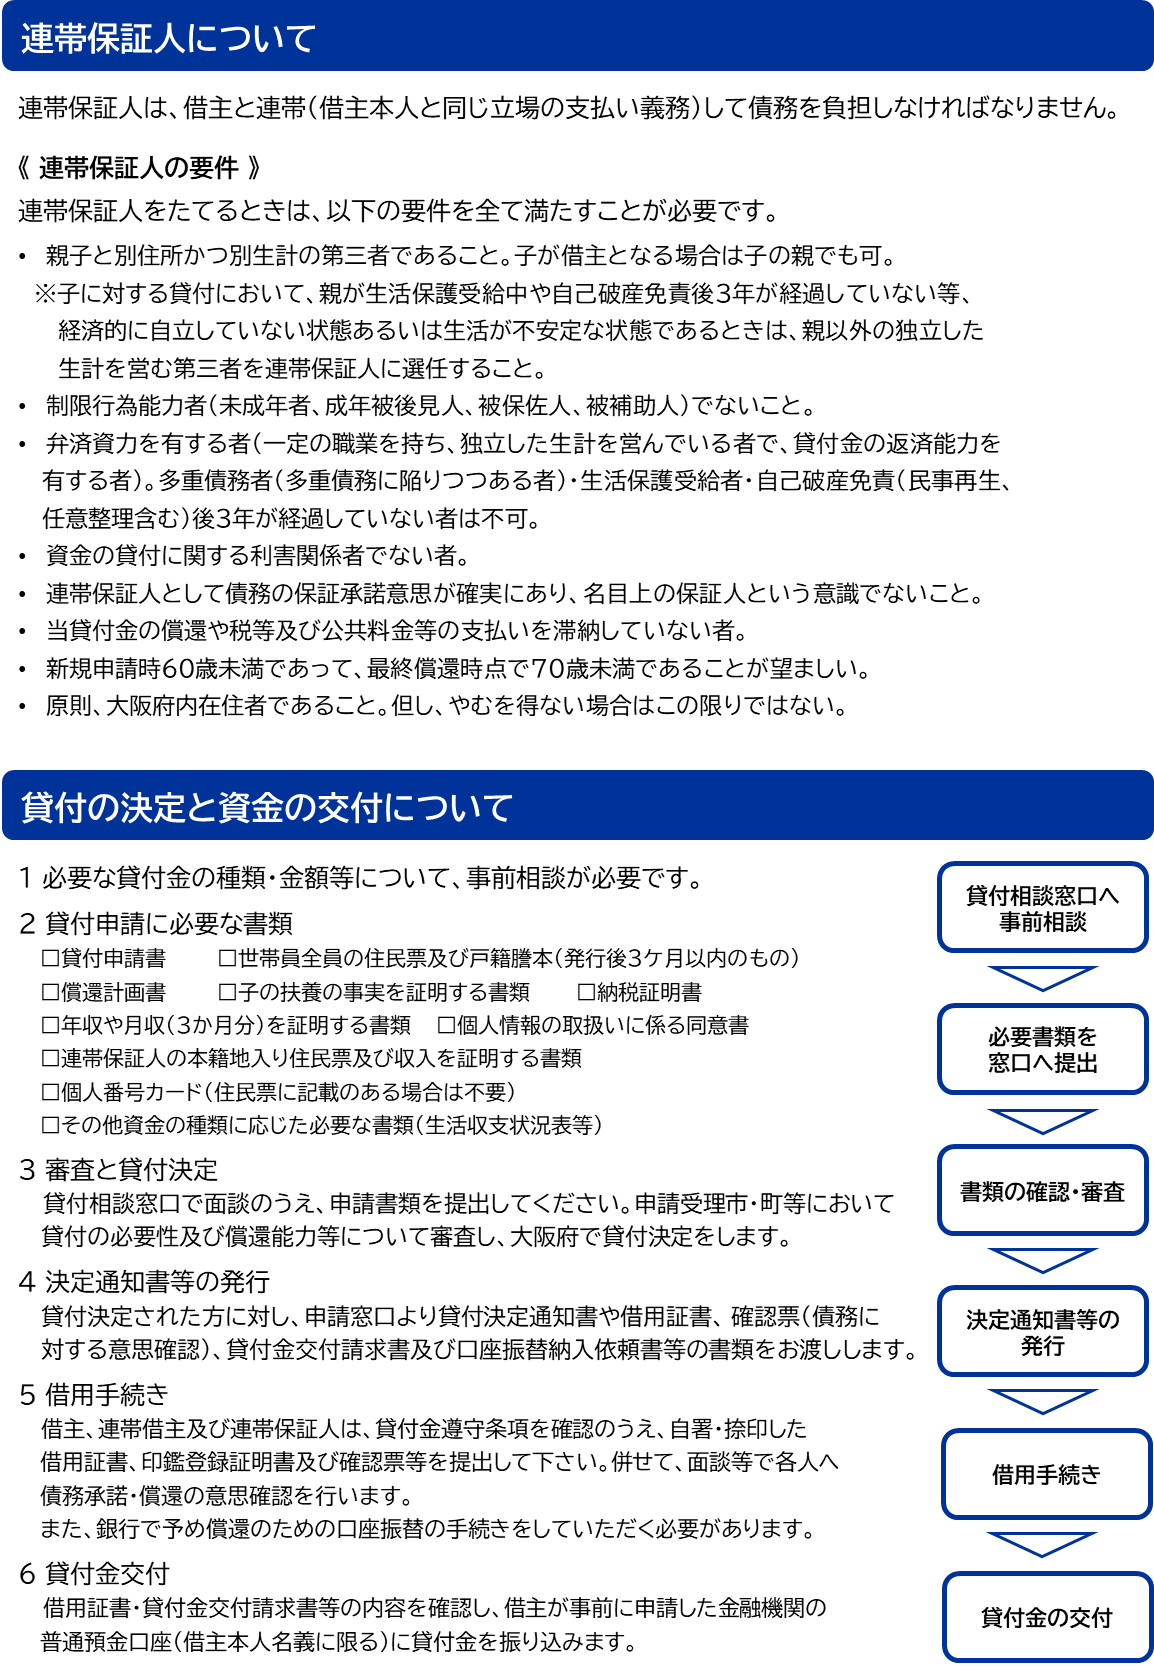 連帯保証人について
連帯保証人は、借主と連帯（借主本人と同じ立場の支払い義務）して債務を負担しなければなりません。
《 連帯保証人の要件 》
連帯保証人をたてるときは、以下の要件を全て満たすことが必要です。
• 親子と別住所かつ別生計の第三者であること。子が借主となる場合は子の親でも可。
※子に対する貸付において、親が生活保護受給中や自己破産免責後3年が経過していない等、
経済的に自立していない状態あるいは生活が不安定な状態であるときは、親以外の独立した
生計を営む第三者を連帯保証人に選任すること。
• 制限行為能力者（未成年者、成年被後見人、被保佐人、被補助人）でないこと。
• 弁済資力を有する者（一定の職業を持ち、独立した生計を営んでいる者で、貸付金の返済能力を
有する者）。多重債務者（多重債務に陥りつつある者）・生活保護受給者・自己破産免責（民事再生、
任意整理含む）後3年が経過していない者は不可。
• 資金の貸付に関する利害関係者でない者。
• 連帯保証人として債務の保証承諾意思が確実にあり、名目上の保証人という意識でないこと。
• 当貸付金の償還や税等及び公共料金等の支払いを滞納していない者。
• 新規申請時60歳未満であって、最終償還時点で70歳未満であることが望ましい。
• 原則、大阪府内在住者であること。但し、やむを得ない場合はこの限りではない。
貸付の決定と資金の交付について
1 必要な貸付金の種類・金額等について、事前相談が必要です。
2 貸付申請に必要な書類
□貸付申請書 □世帯員全員の住民票及び戸籍謄本（発行後3ケ月以内のもの）
□償還計画書 □子の扶養の事実を証明する書類 □納税証明書
□年収や月収（3か月分）を証明する書類 □個人情報の取扱いに係る同意書
□連帯保証人の本籍地入り住民票及び収入を証明する書類
□個人番号カード（住民票に記載のある場合は不要）
□その他資金の種類に応じた必要な書類（生活収支状況表等）
3 審査と貸付決定
貸付相談窓口で面談のうえ、申請書類を提出してください。申請受理市・町等において
貸付の必要性及び償還能力等について審査し、大阪府で貸付決定をします。
4 決定通知書等の発行
貸付決定された方に対し、申請窓口より貸付決定通知書や借用証書、確認票（債務に
対する意思確認）、貸付金交付請求書及び口座振替納入依頼書等の書類をお渡しします。
5 借用手続き
借主、連帯借主及び連帯保証人は、貸付金遵守条項を確認のうえ、自署・捺印した
借用証書、印鑑登録証明書及び確認票等を提出して下さい。併せて、面談等で各人へ
債務承諾・償還の意思確認を行います。
また、銀行で予め償還のための口座振替の手続きをしていただく必要があります。
6 貸付金交付
借用証書・貸付金交付請求書等の内容を確認し、借主が事前に申請した金融機関の
普通預金口座（借主本人名義に限る）に貸付金を振り込みます。
貸付相談窓口へ
事前相談
必要書類を
窓口へ提出
書類の確認・審査
決定通知書等の
発行
借用手続き
貸付金の交付